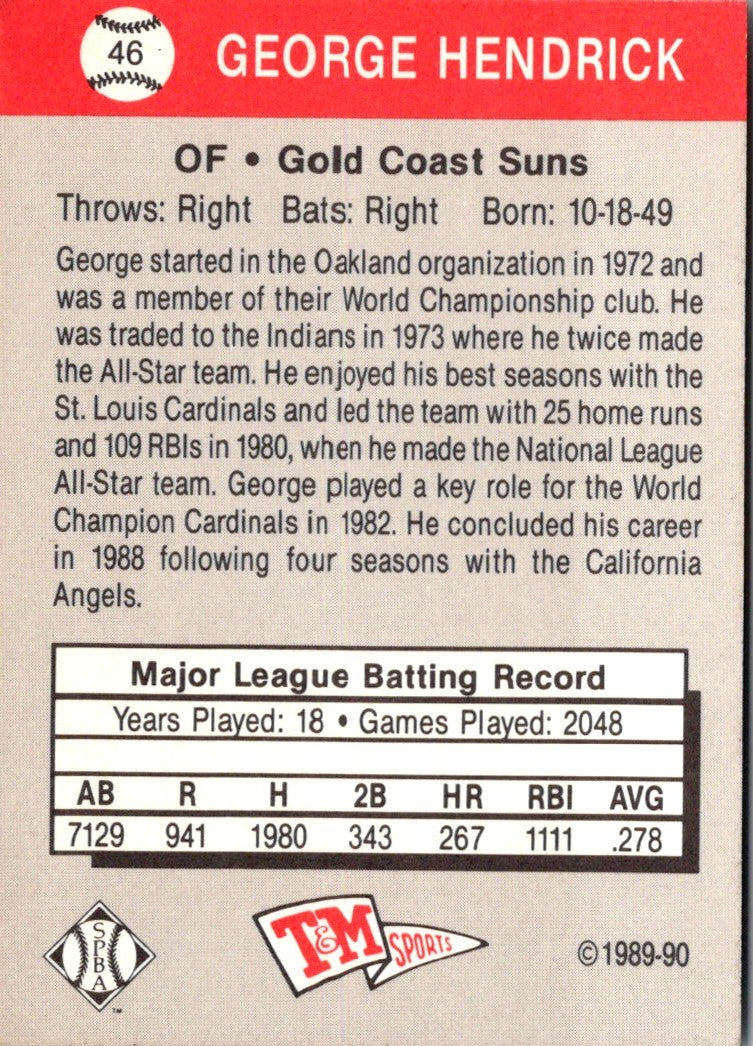 46
GEORGE HENDRICK
OF • Gold Coast Suns
Throws: Right Bats: Right Born: 10-18-49
George started in the Oakland organization in 1972 and
was a member of their World Championship club. He
was traded to the Indians in 1973 where he twice made
the All-Star team. He enjoyed his best seasons with the
St. Louis Cardinals and led the team with 25 home runs
and 109 RBIs in 1980, when he made the National League
All-Star team. George played a key role for the World
Champion Cardinals in 1982. He concluded his career
in 1988 following four seasons with the California
Angels.
Major League Batting Record
Years Played: 18 • Games Played: 2048
AB R H 2B HR RBI AVG
7129 941 1980 343 267 1111 .278
SPBA
TM
T&M SPORTS
©1989-90